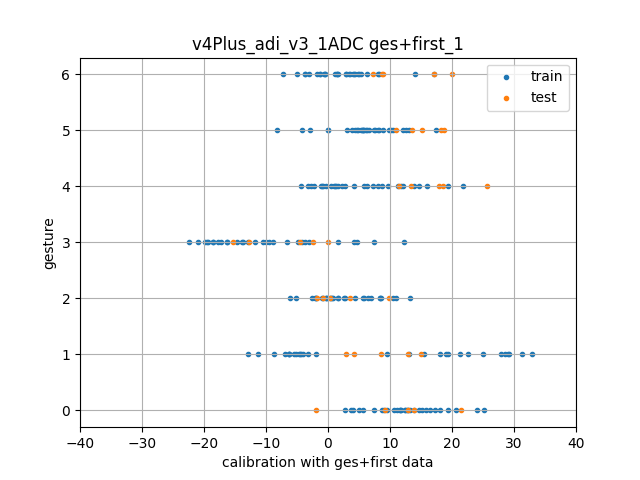 v4Plus_adi_v3_1ADC ges+first_1
train
test
gesture
6
5
4
3
2
1
0
−40 −30 −20 −10 0 10 20 30 40
calibration with ges+first data